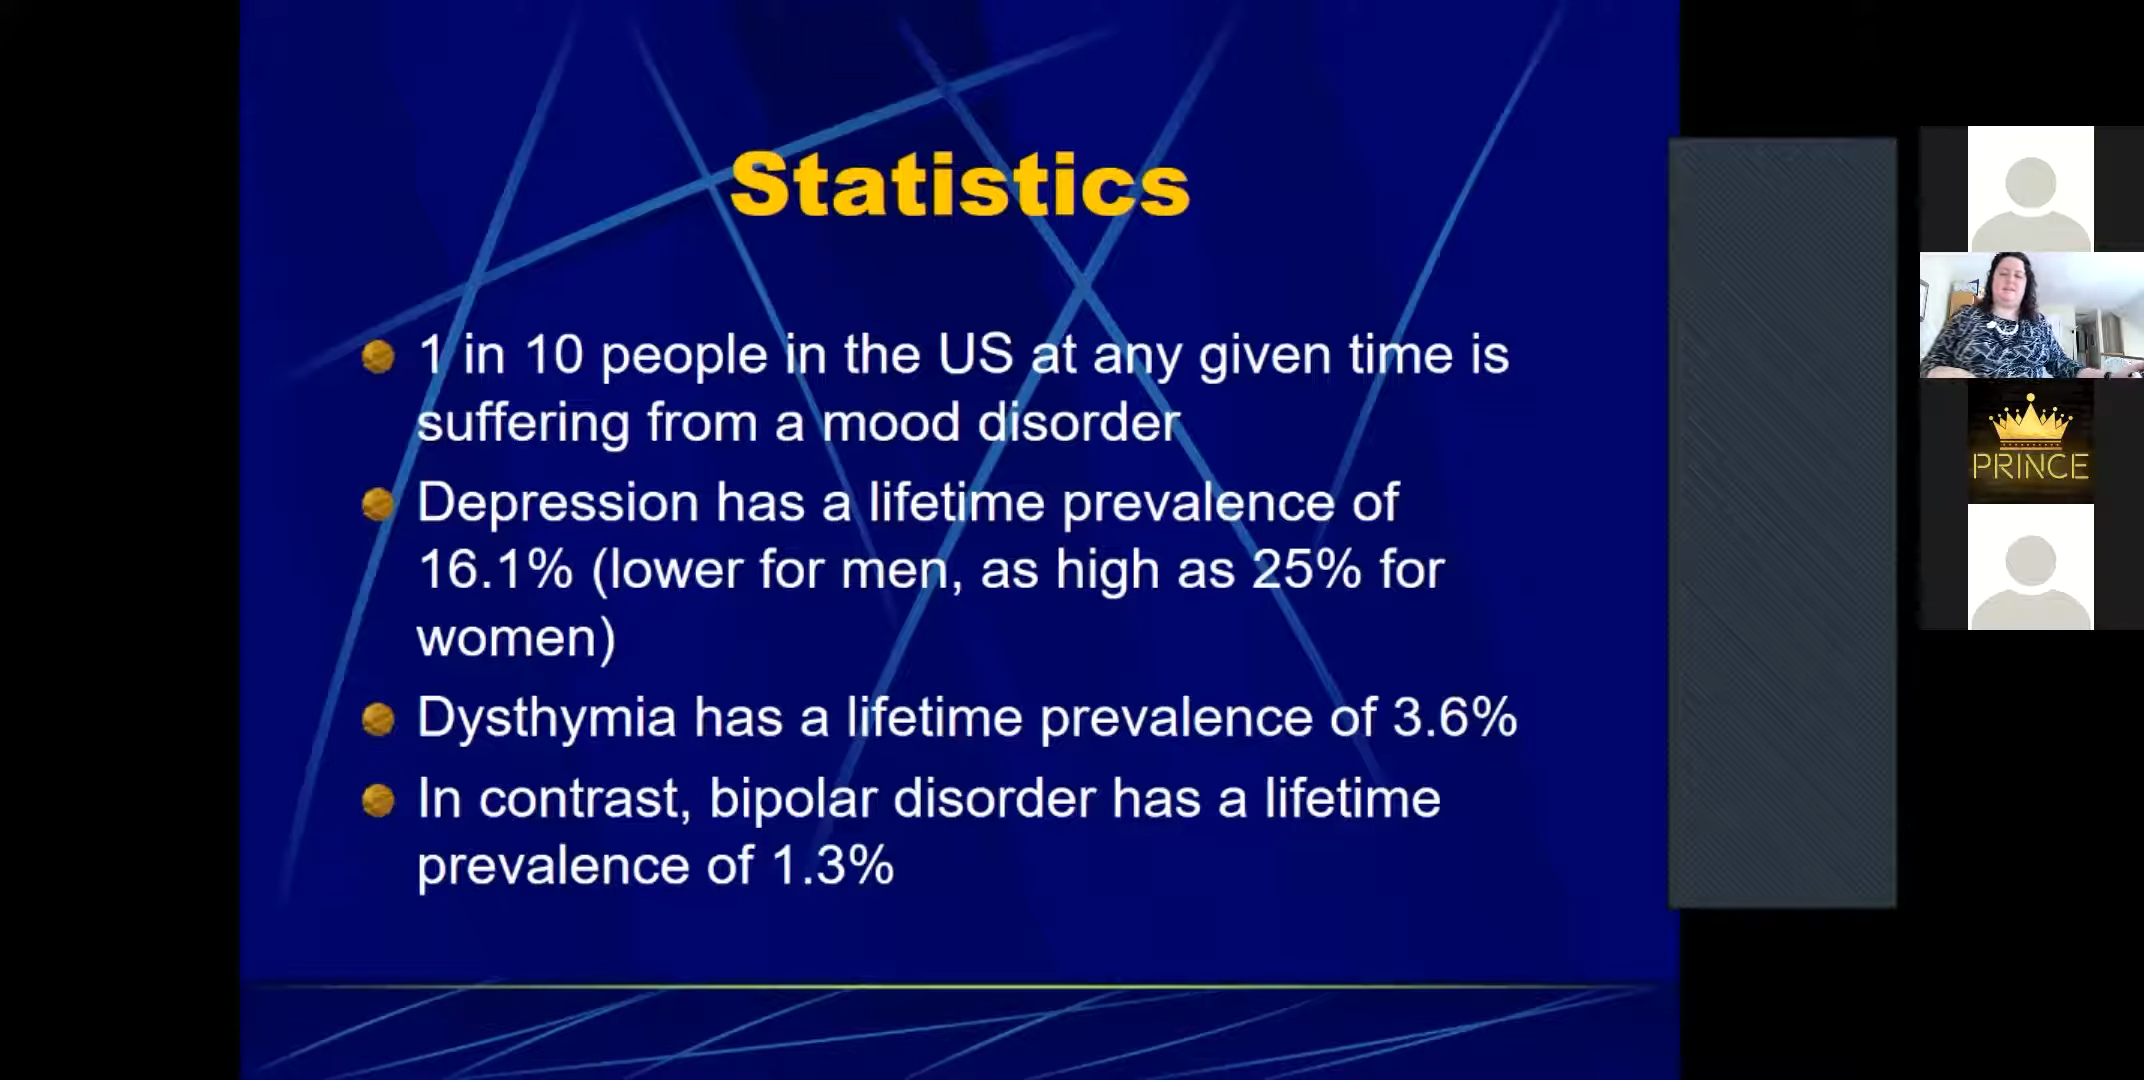 Statistics
1 in 10 people in the US at any given time is
suffering from a mood disorder
Depression has a lifetime prevalence of
16.1% (lower for men, as high as 25% for
women)
Dysthymia has a lifetime prevalence of 3.6%
In contrast, bipolar disorder has a lifetime
prevalence of 1.3%
PRINCE